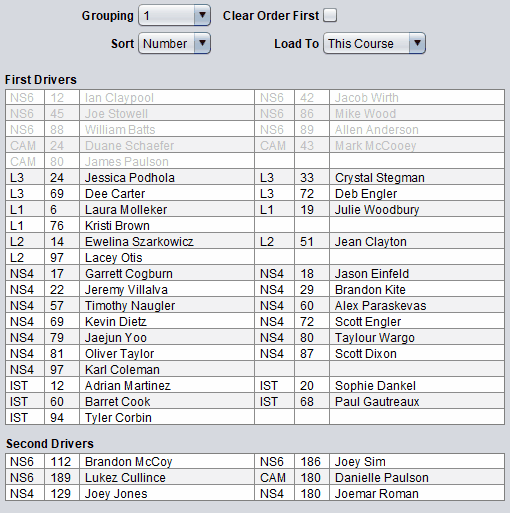 Grouping 1 Clear Order First
Sort Number Load To This Course
First Drivers
NS6 12 Ian Claypool NS6 42 Jacob Wirth
NS6 45 Joe Stowell NS6 86 Mike Wood
NS6 88 William Batts NS6 89 Allen Anderson
CAM 24 Duane Schaefer CAM 43 Mark McCooey
CAM 80 James Paulson
L3 24 Jessica Podhola L3 33 Crystal Stegman
L3 69 Dee Carter L3 72 Deb Engler
L1 6 Laura Molleker L1 19 Julie Woodbury
L1 76 Kristi Brown
L2 14 Ewelina Szarkowicz L2 51 Jean Clayton
L2 97 Lacey Otis
NS4 17 Garrett Cogburn NS4 18 Jason Einfeld
NS4 22 Jeremy Villalva NS4 29 Brandon Kite
NS4 57 Timothy Naugler NS4 60 Alex Paraskevas
NS4 69 Kevin Dietz NS4 72 Scott Engler
NS4 79 Jaejun Yoo NS4 80 Taylour Wargo
NS4 81 Oliver Taylor NS4 87 Scott Dixon
NS4 97 Karl Coleman
IST 12 Adrian Martinez IST 20 Sophie Dankel
IST 60 Barret Cook IST 68 Paul Gautreaux
IST 94 Tyler Corbin
Second Drivers
NS6 112 Brandon McCoy NS6 186 Joey Sim
NS6 189 Lukez Cullince CAM 180 Danielle Paulson
NS4 129 Joey Jones NS4 180 Joemar Roman